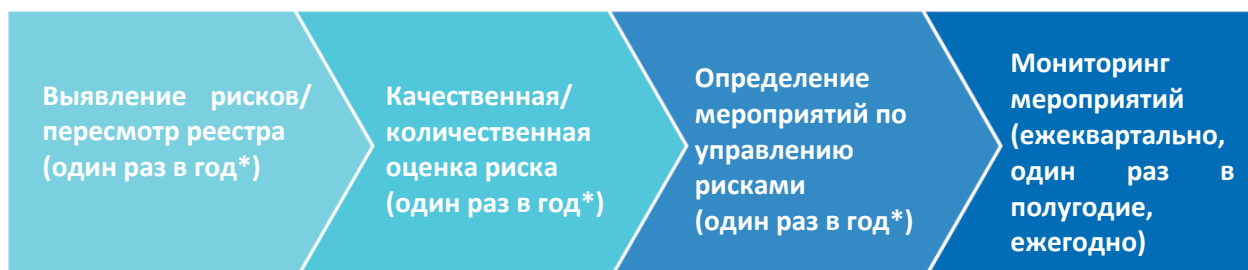 Выявление рисков/
пересмотр реестра
(один раз в год*)
Качественная/
количественная
оценка риска
(один раз в год*)
Определение
мероприятий по
управлению
рисками
(один раз в год*)
Мониторинг
мероприятий
(ежеквартально,
один раз в
полугодие,
ежегодно)